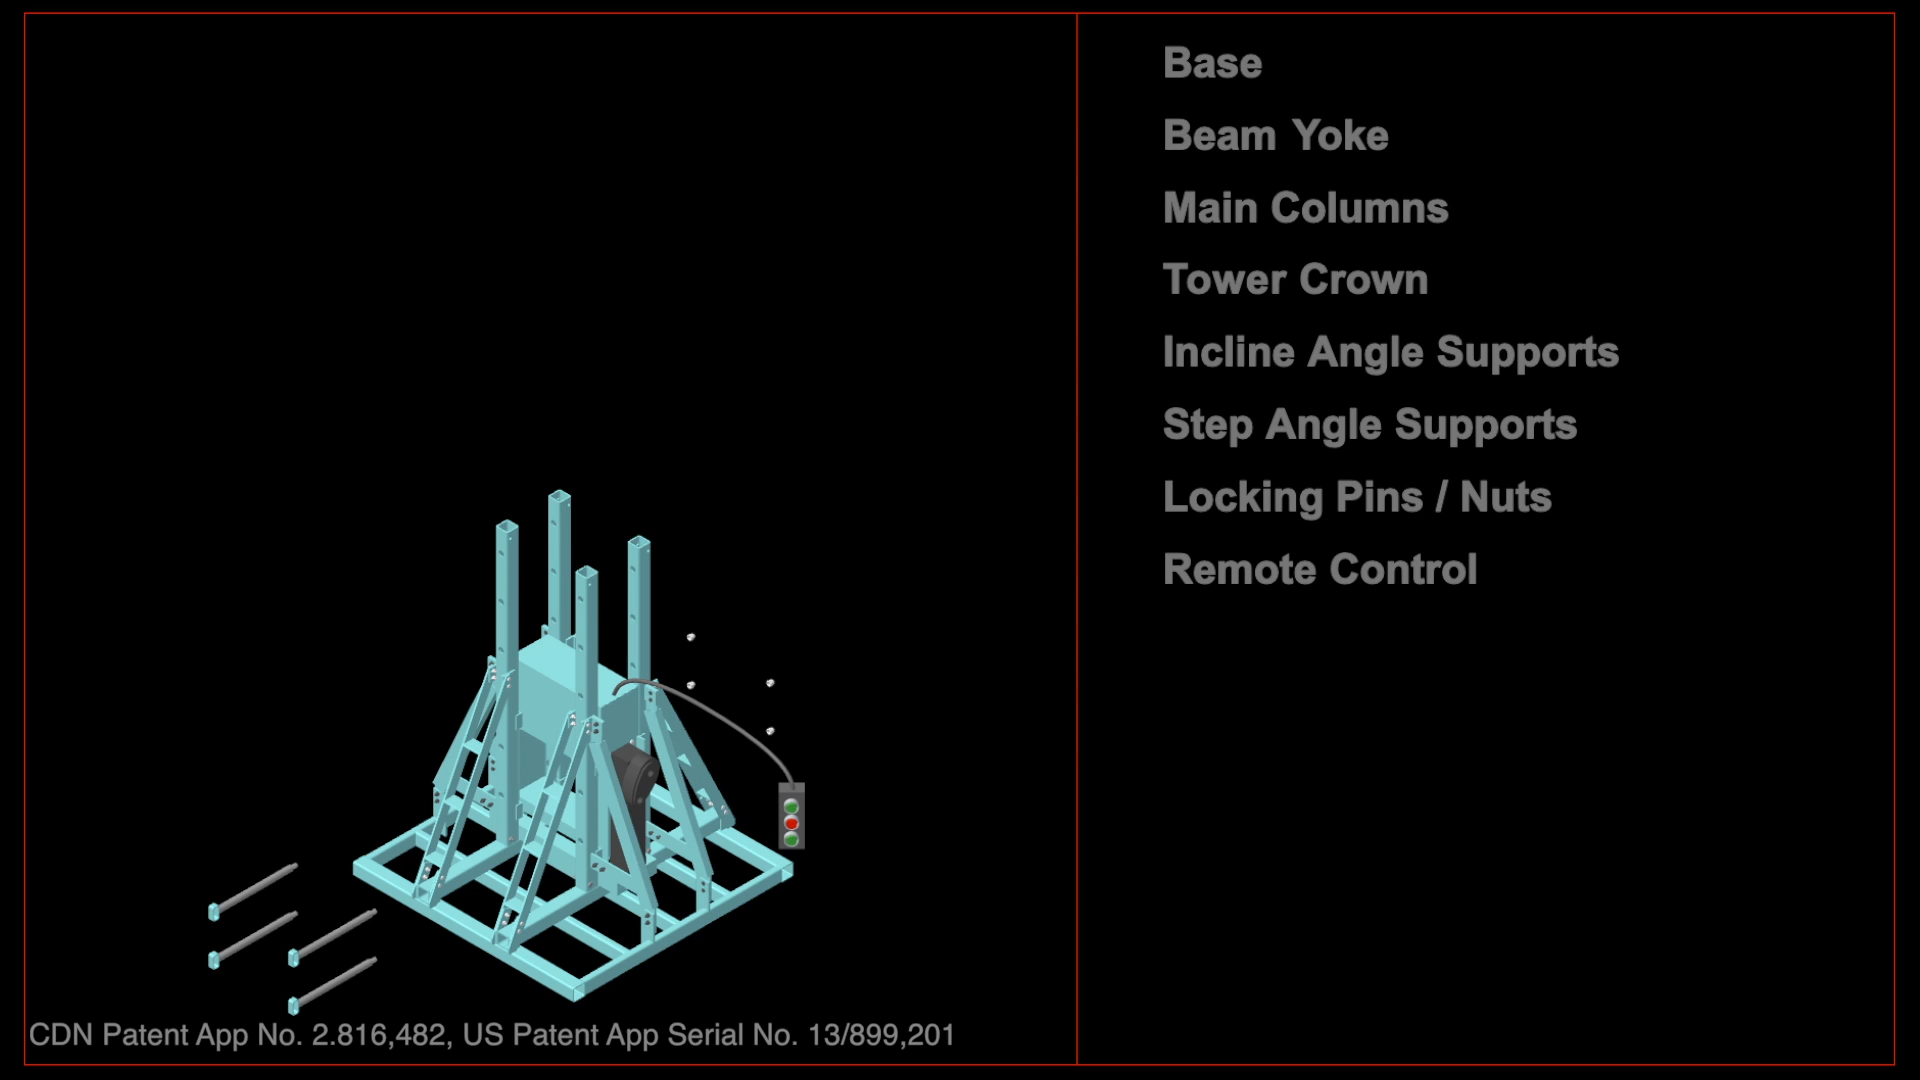 Base
Beam Yoke
Main Columns
Tower Crown
Incline Angle Supports
Step Angle Supports
Locking Pins / Nuts
Remote Control
CDN Patent App No. 2.816,482, US Patent App Serial No. 13/899,201